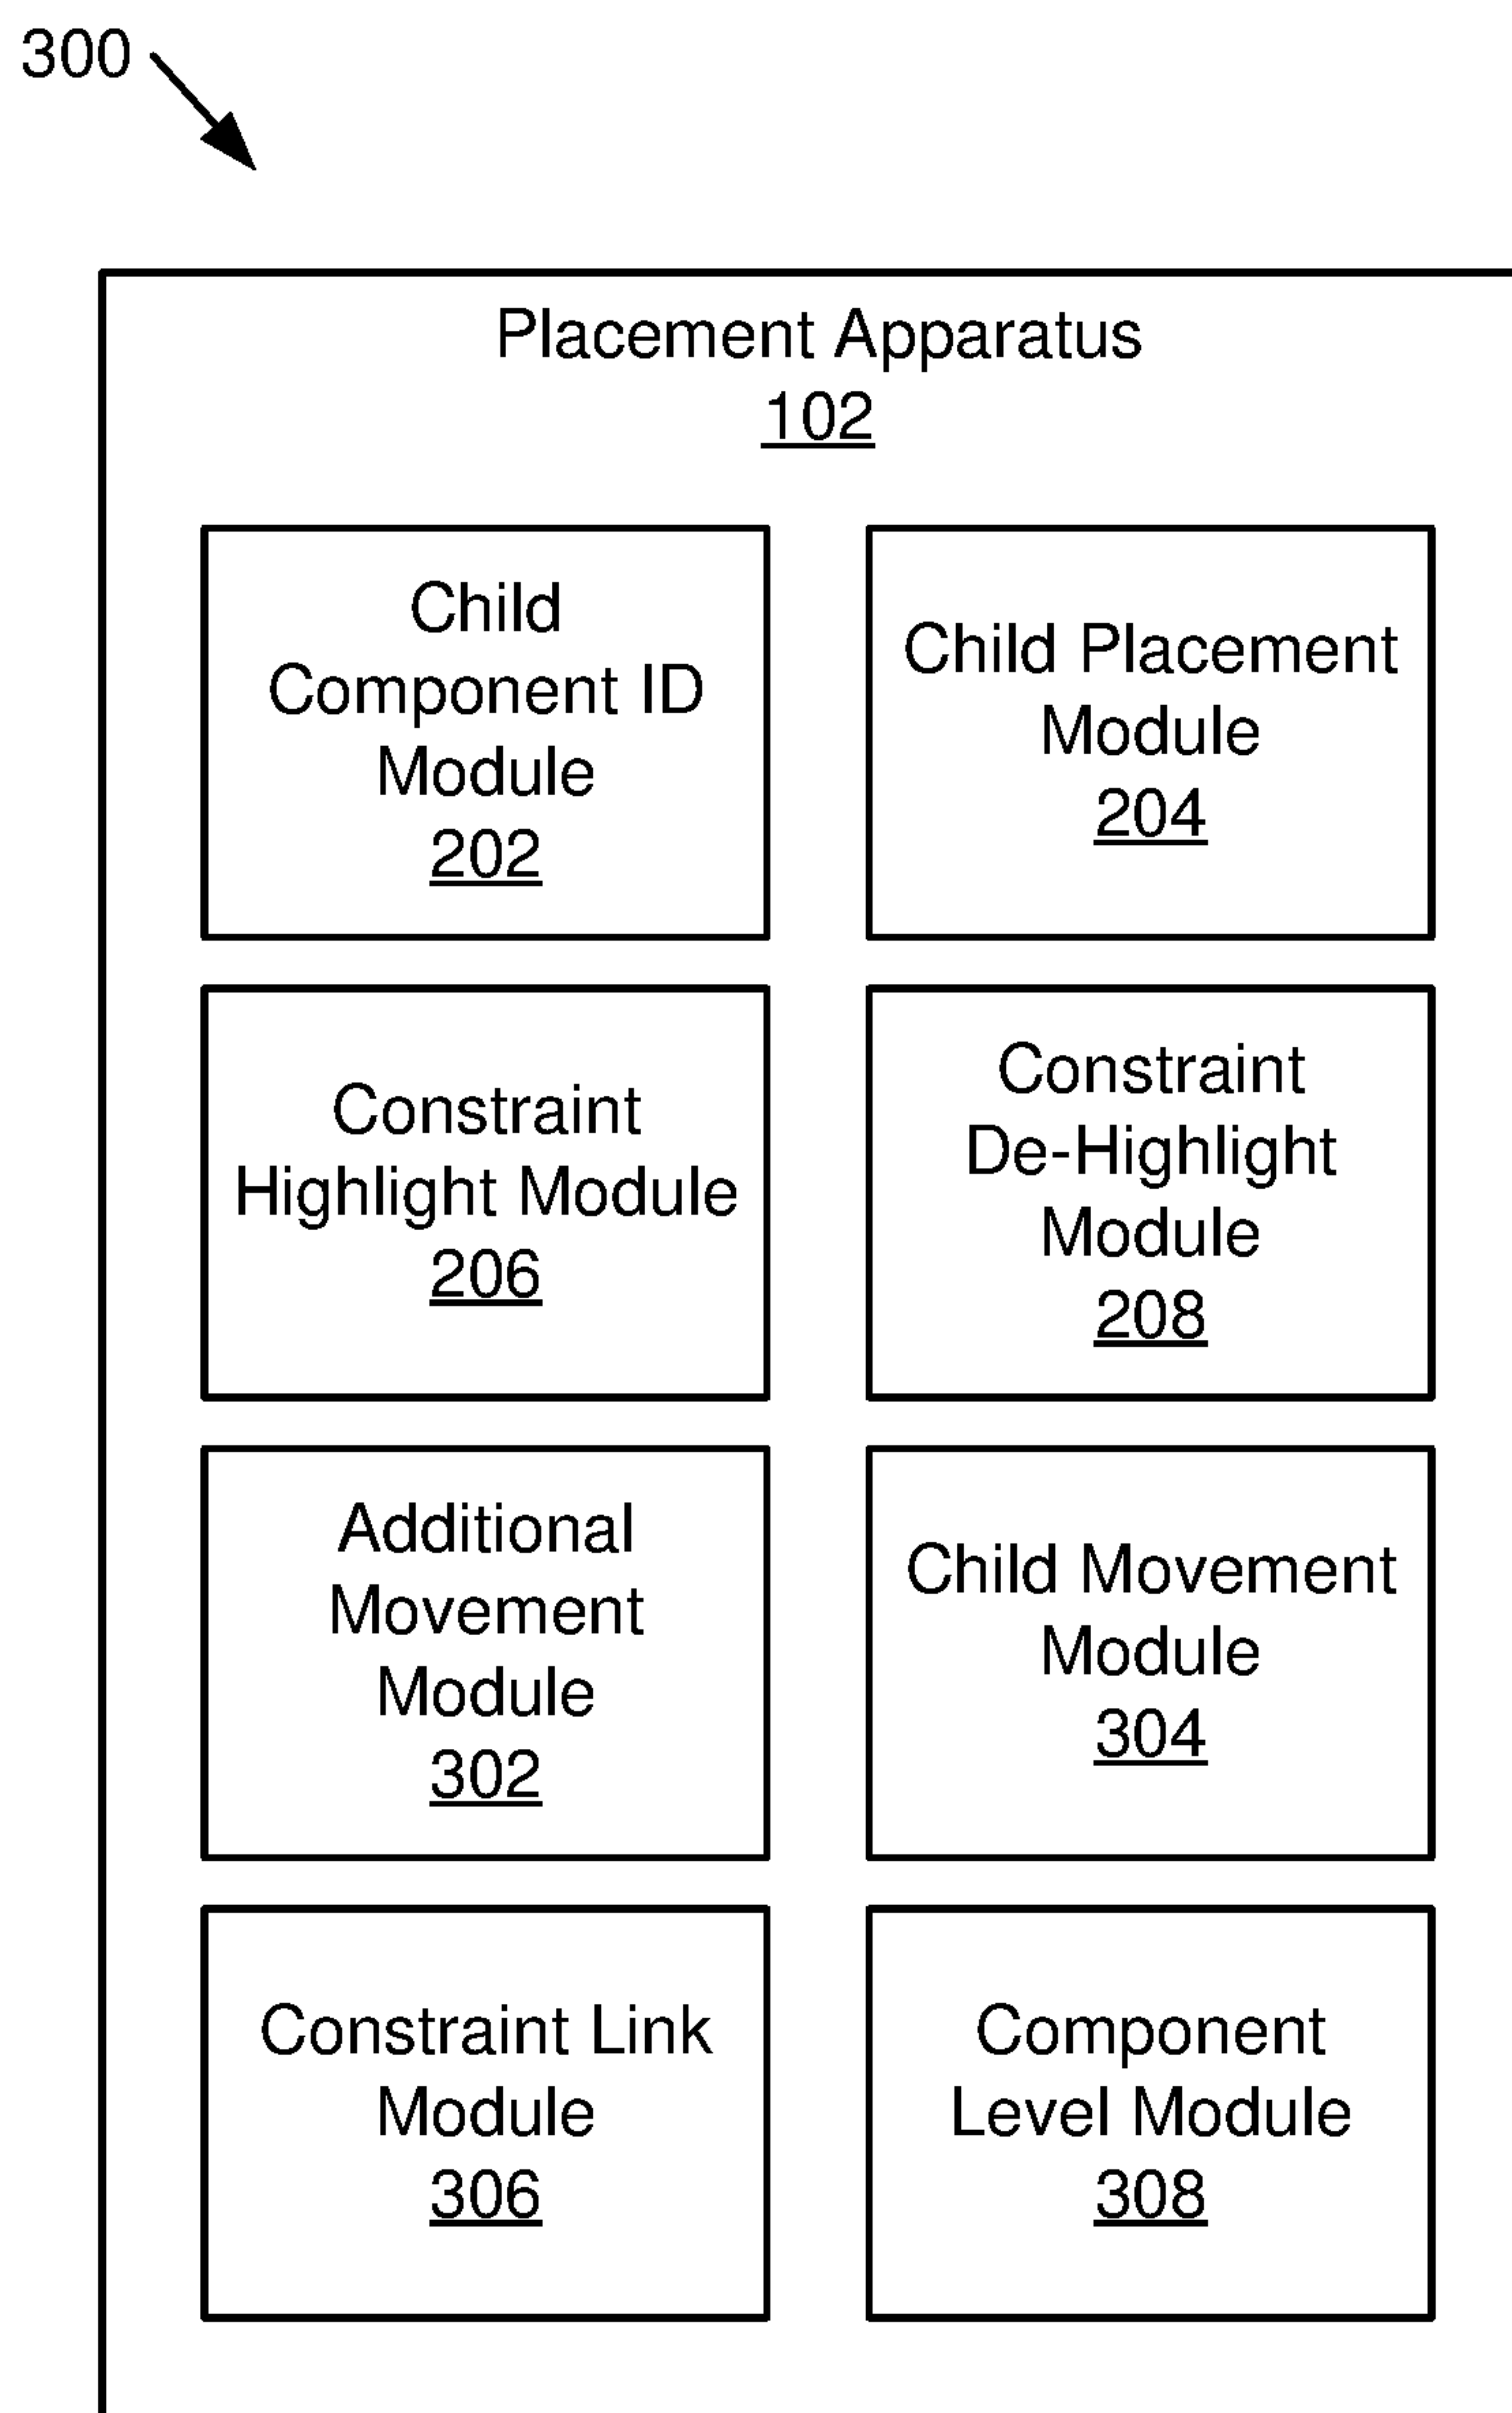 300
Placement Apparatus
102
Child
Component ID
Module
202
Child Placement
Module
204
Constraint
Highlight Module
206
Constraint
De-Highlight
Module
208
Additional
Movement
Module
302
Child Movement
Module
304
Constraint Link
Module
306
Component
Level Module
308